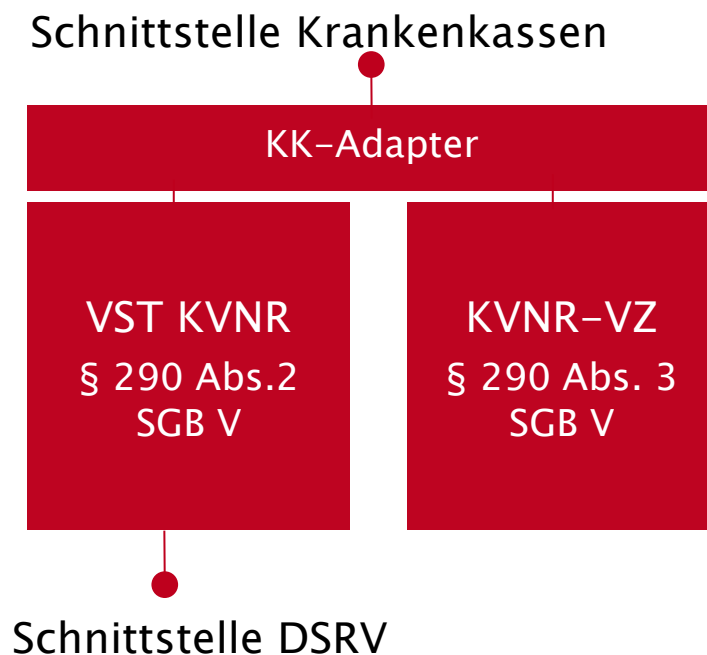 Schnittstelle Krankenkassen
KK–Adapter
VST KVNR
§ 290 Abs.2
SGB V
KVNR–VZ
§ 290 Abs. 3
SGB V
Schnittstelle DSRV